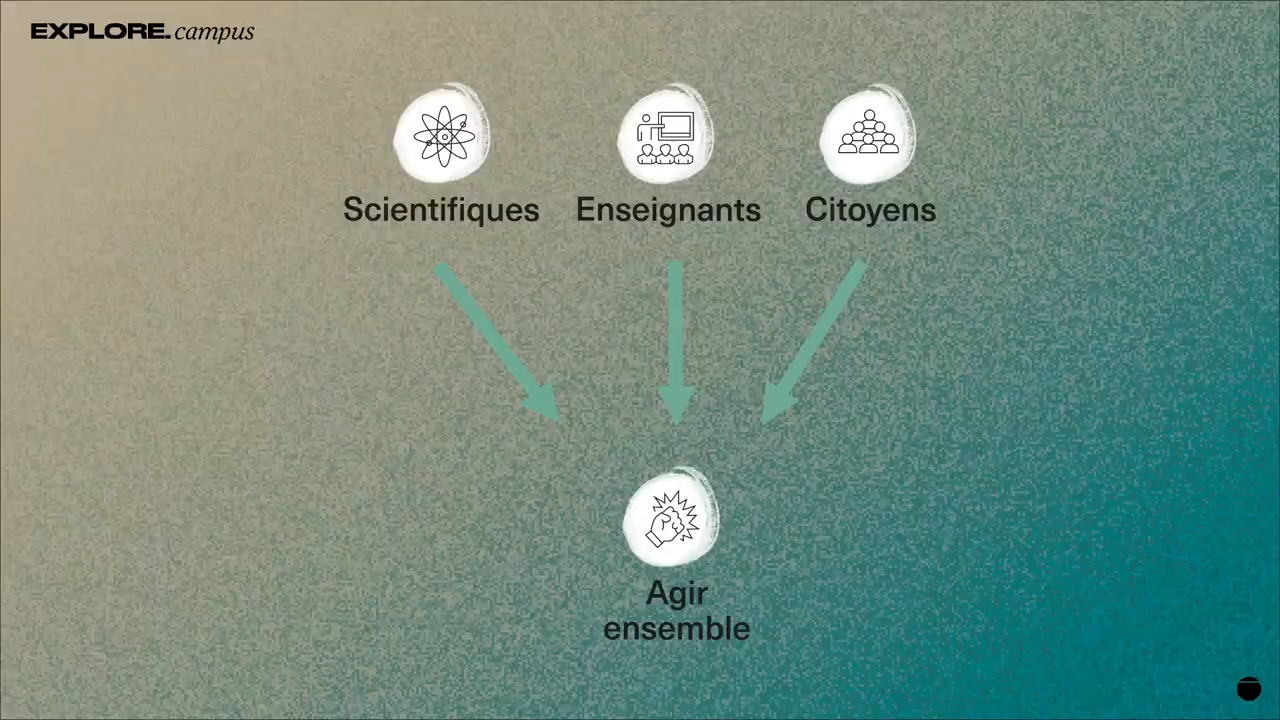 EXPLORE.campus
Scientifiques
Enseignants
Citoyens
Agir
ensemble